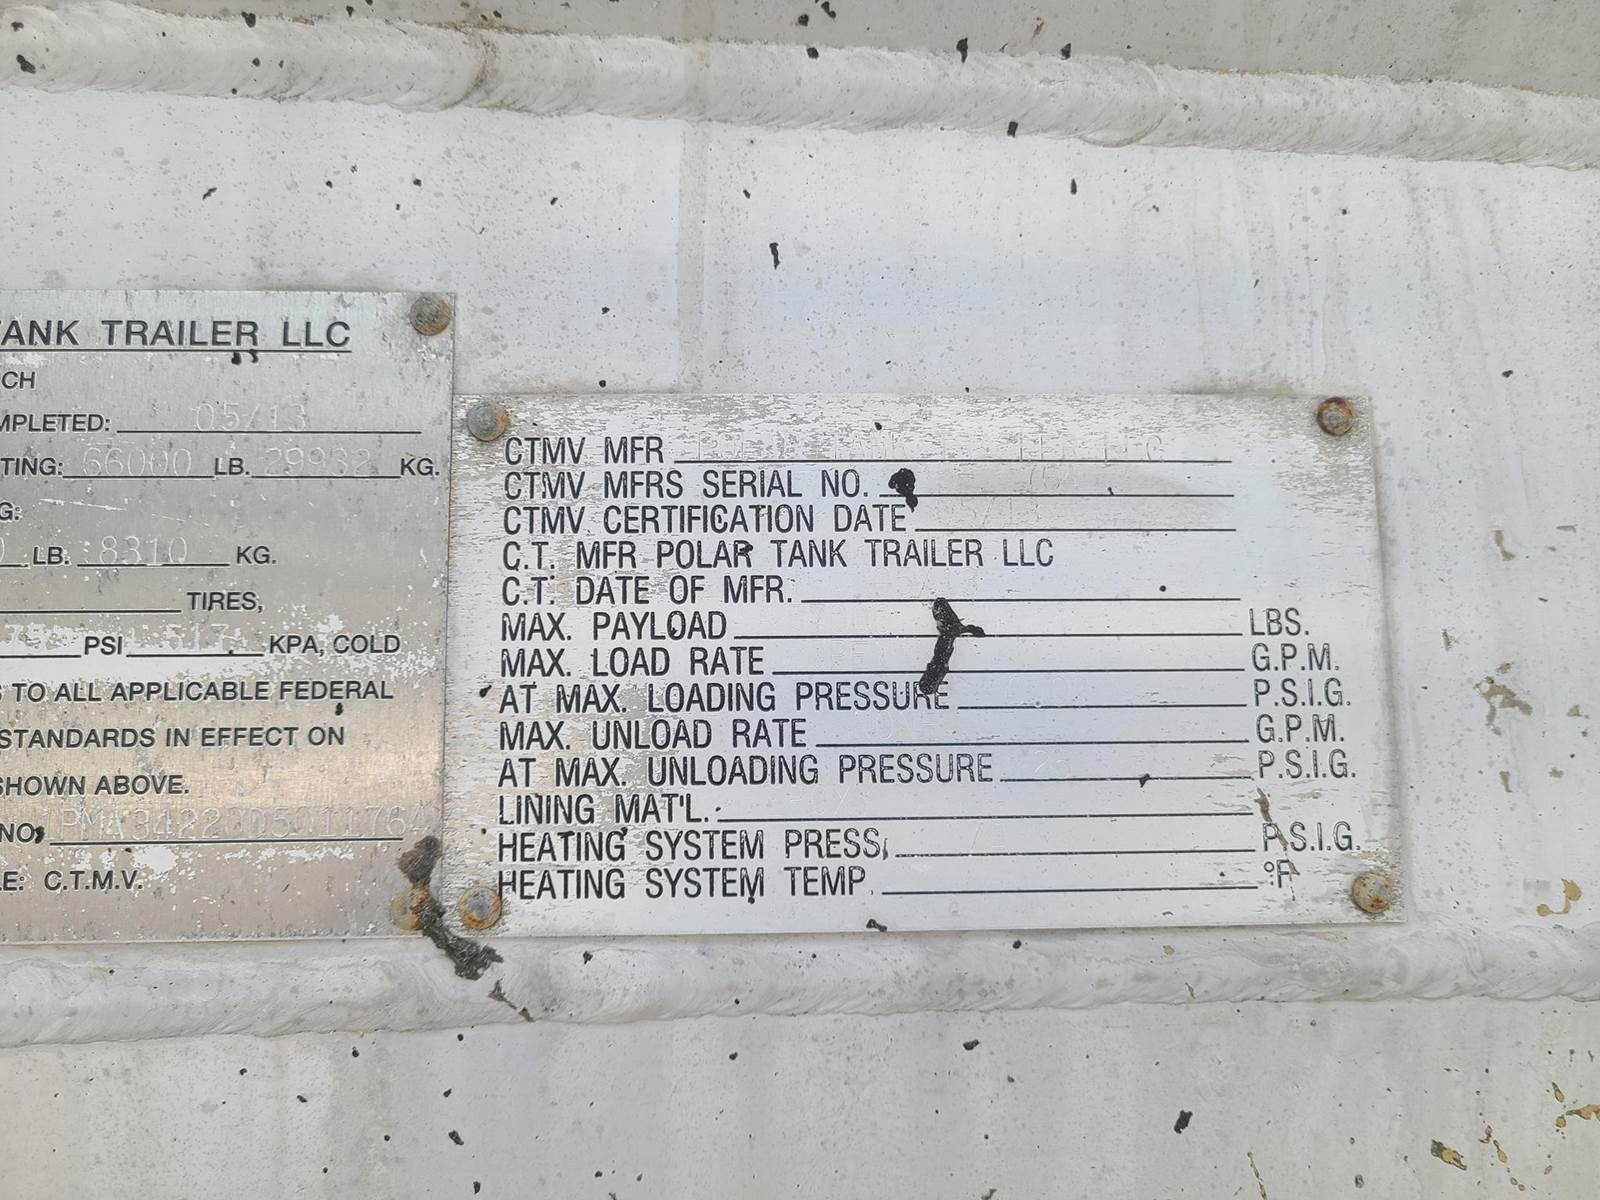 TANK TRAILER LLC
CH
MPLETED: 05/13
TING: 66000 LB. 29932 KG.
G:
LB. 8310 KG.
TIRES,
PSI 517 KPA, COLD
S TO ALL APPLICABLE FEDERAL
STANDARDS IN EFFECT ON
SHOWN ABOVE.
NO.
LE: C.T.M.V.
CTMV MFR
CTMV MFRS SERIAL NO.
CTMV CERTIFICATION DATE
C.T. MFR POLAR TANK TRAILER LLC
C.T. DATE OF MFR.
MAX. PAYLOAD LBS.
MAX. LOAD RATE G.P.M.
AT MAX. LOADING PRESSURE P.S.I.G.
MAX. UNLOAD RATE G.P.M.
AT MAX. UNLOADING PRESSURE P.S.I.G.
LINING MAT'L.
HEATING SYSTEM PRESS. P.S.I.G.
HEATING SYSTEM TEMP. °F